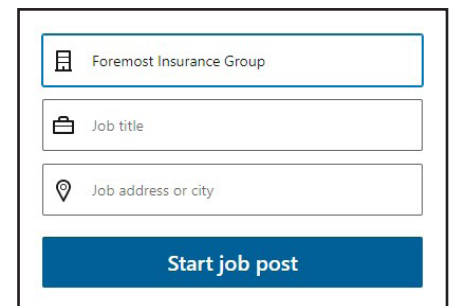 Foremost Insurance Group
Job title
Job address or city
Start job post